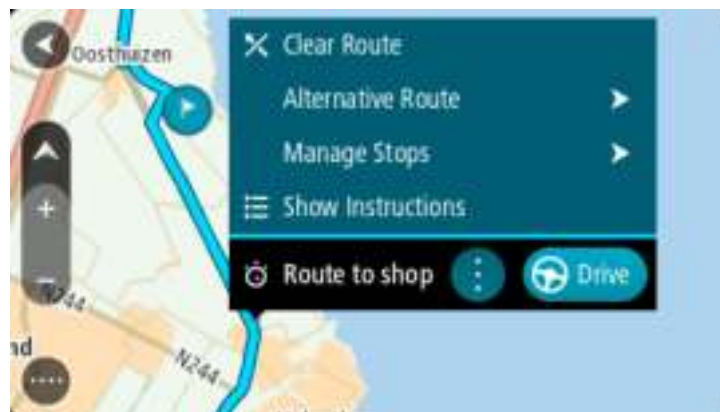 Oosthuizen
Clear Route
Alternative Route
Manage Stops
Show Instructions
Route to shop
Drive
N244
nd
N244